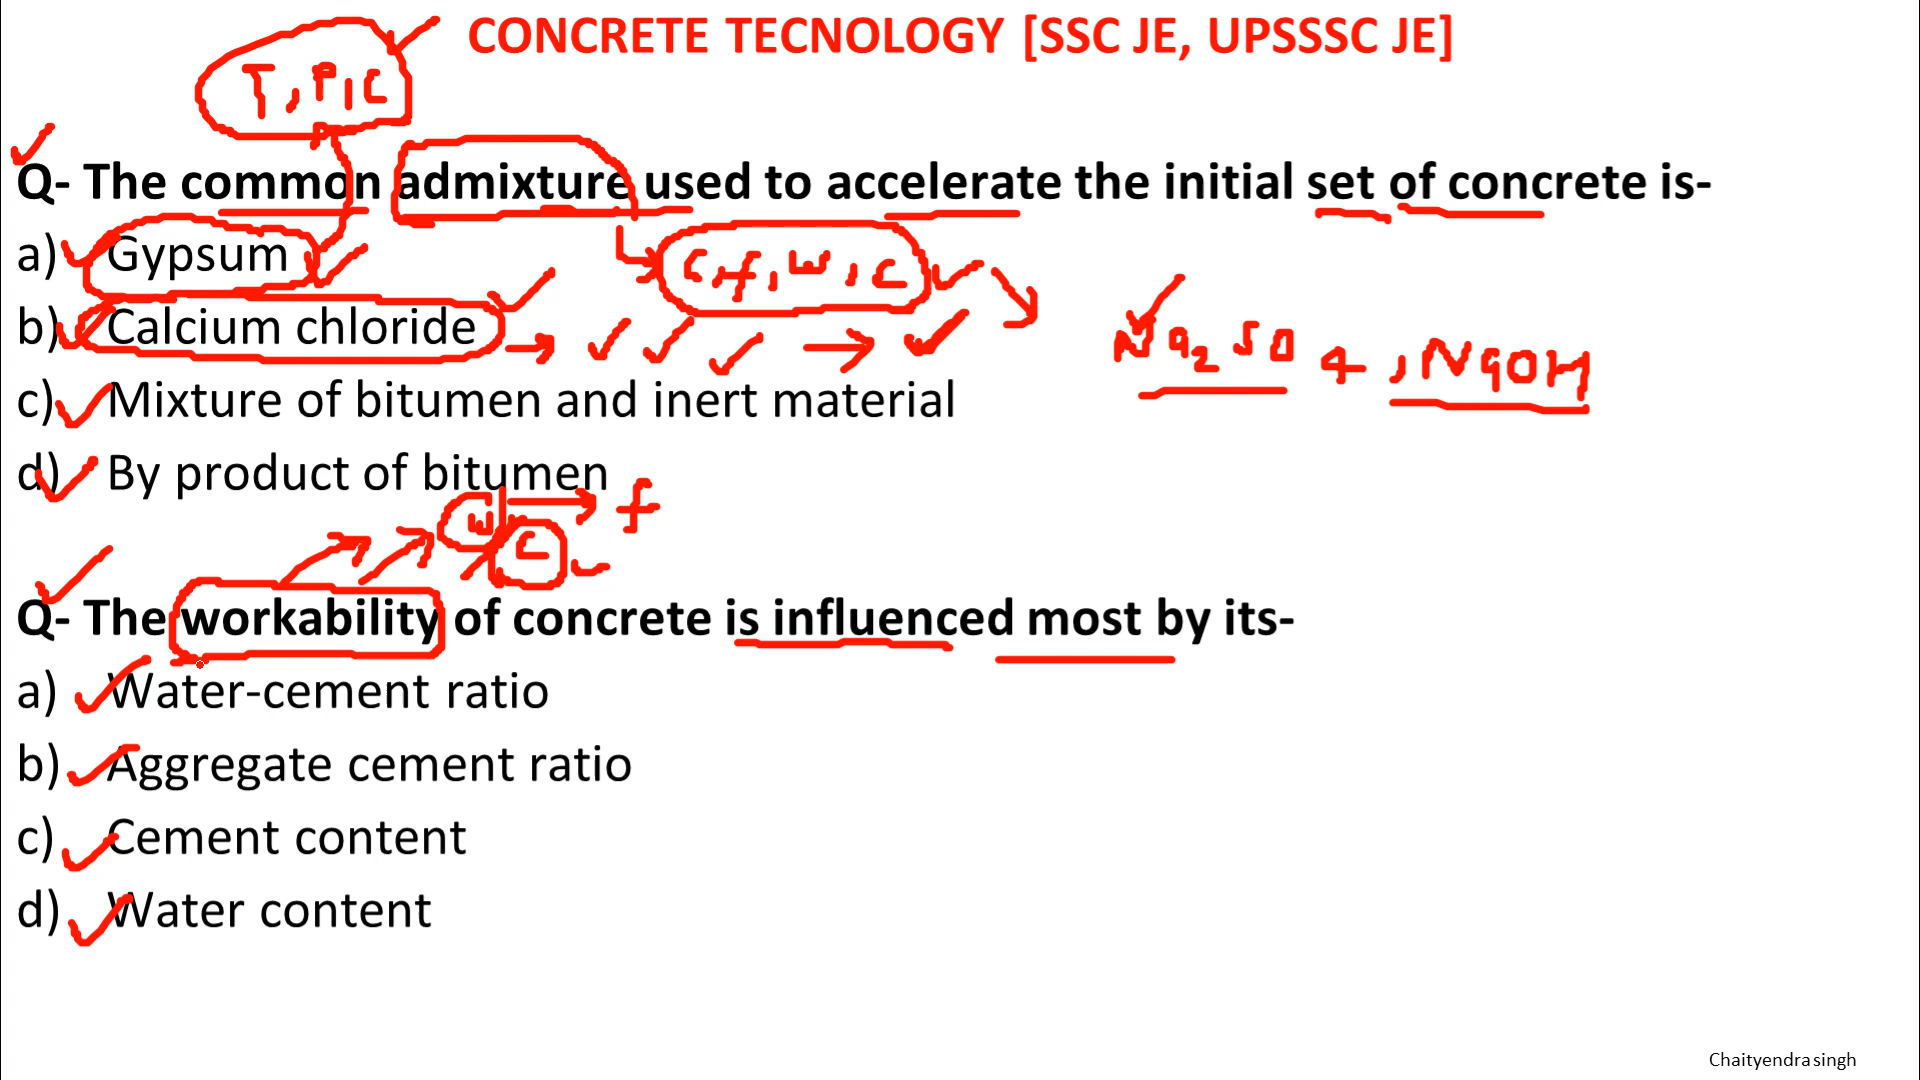 CONCRETE TECNOLOGY [SSC JE, UPSSSC JE]
T, P, C
Q- The common admixture used to accelerate the initial set of concrete is-
a) Gypsum
C, f, W, C
b) Calcium chloride
Na2SO4, NaOH
c) Mixture of bitumen and inert material
d) By product of bitumen
W/C → f
Q- The workability of concrete is influenced most by its-
a) Water-cement ratio
b) Aggregate cement ratio
c) Cement content
d) Water content
Chaityendra singh